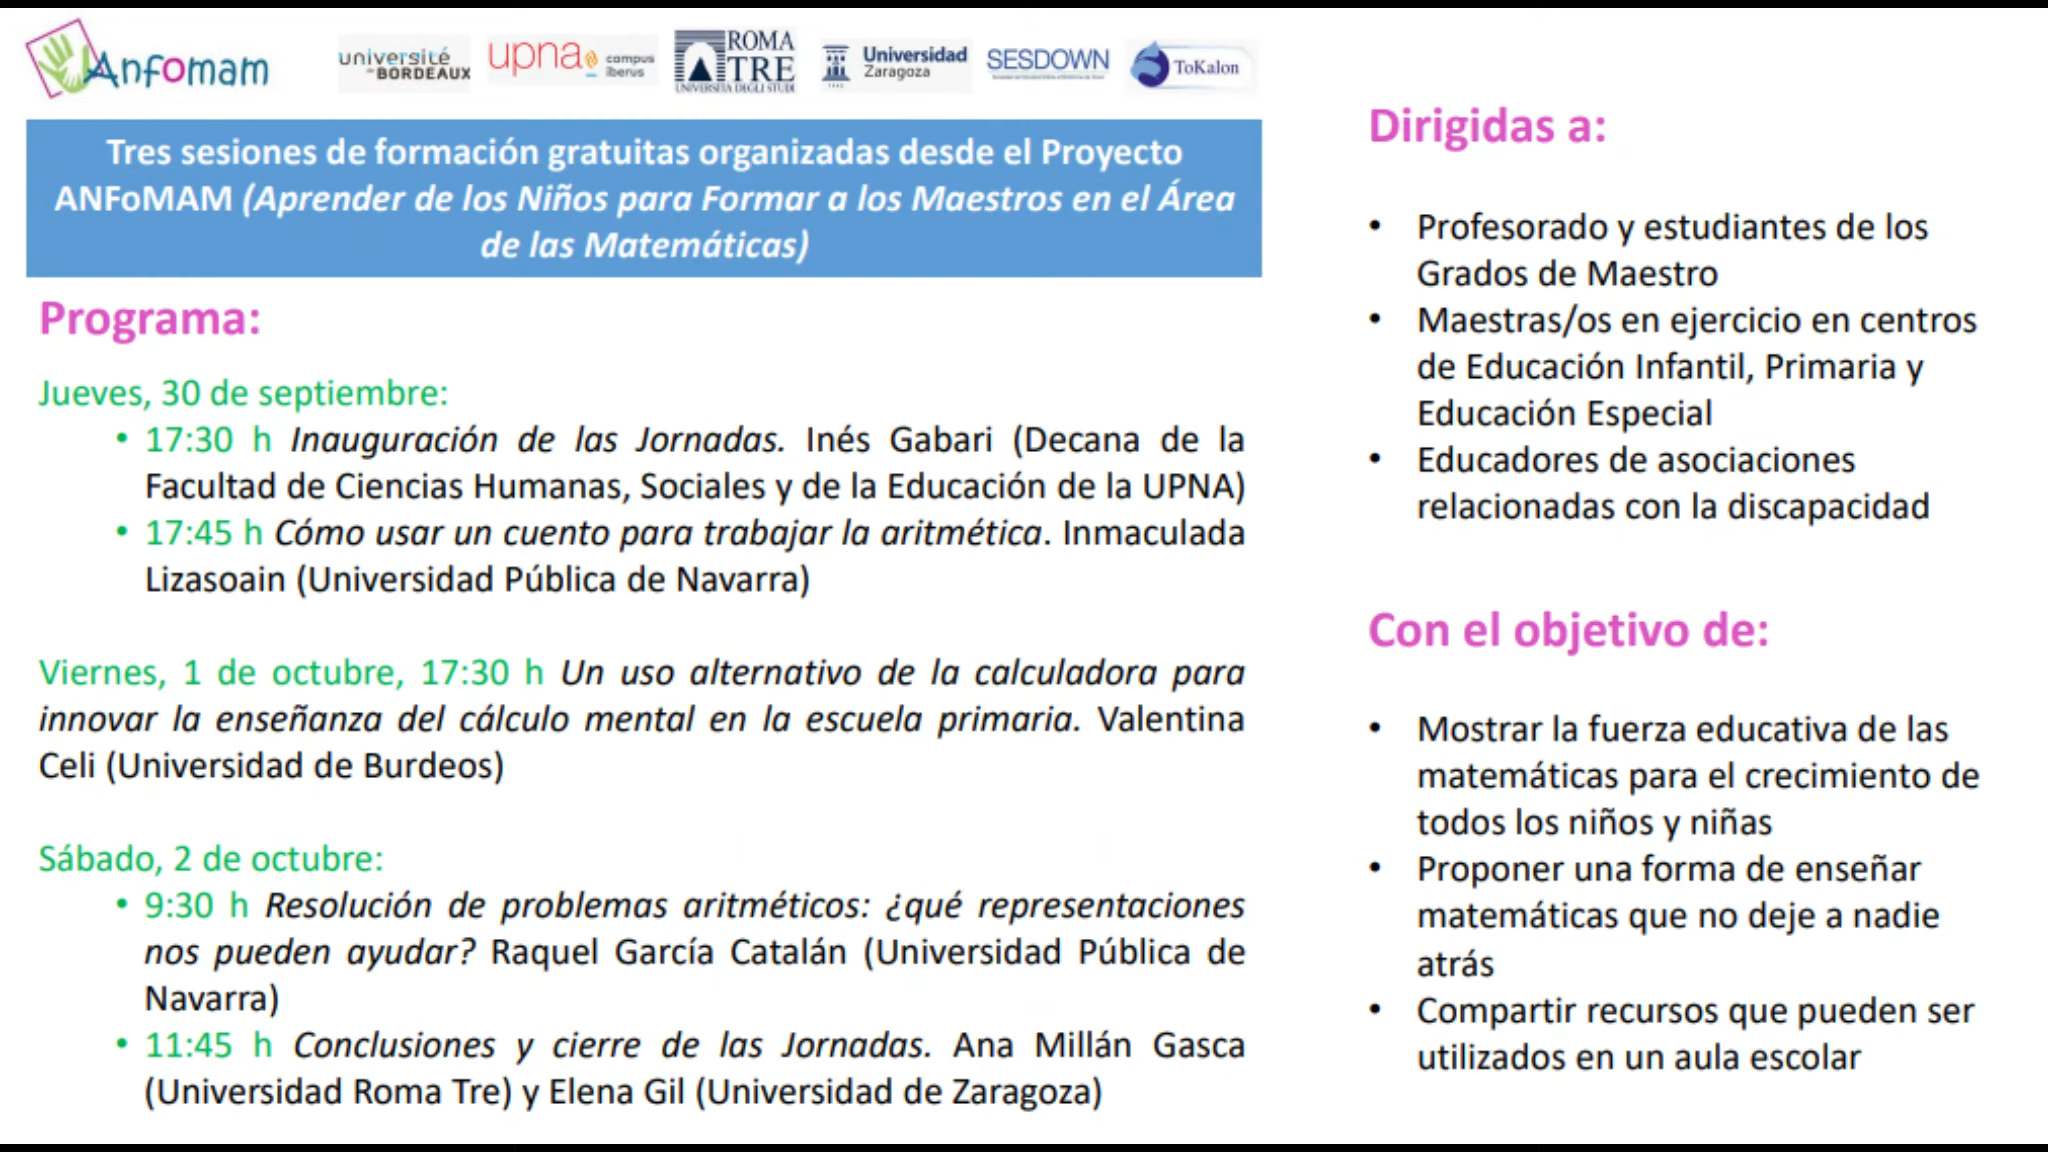 Anfomam
université
de BORDEAUX
upna
campus
iberus
ROMA
TRE
UNIVERSITÀ DEGLI STUDI
Universidad
Zaragoza
1542
SESDOWN
ToKalon
Tres sesiones de formación gratuitas organizadas desde el Proyecto
ANFoMAM (Aprender de los Niños para Formar a los Maestros en el Área
de las Matemáticas)
Programa:
Jueves, 30 de septiembre:
• 17:30 h Inauguración de las Jornadas. Inés Gabari (Decana de la
Facultad de Ciencias Humanas, Sociales y de la Educación de la UPNA)
• 17:45 h Cómo usar un cuento para trabajar la aritmética. Inmaculada
Lizasoain (Universidad Pública de Navarra)
Viernes, 1 de octubre, 17:30 h Un uso alternativo de la calculadora para
innovar la enseñanza del cálculo mental en la escuela primaria. Valentina
Celi (Universidad de Burdeos)
Sábado, 2 de octubre:
• 9:30 h Resolución de problemas aritméticos: ¿qué representaciones
nos pueden ayudar? Raquel García Catalán (Universidad Pública de
Navarra)
• 11:45 h Conclusiones y cierre de las Jornadas. Ana Millán Gasca
(Universidad Roma Tre) y Elena Gil (Universidad de Zaragoza)
Dirigidas a:
• Profesorado y estudiantes de los
Grados de Maestro
• Maestras/os en ejercicio en centros
de Educación Infantil, Primaria y
Educación Especial
• Educadores de asociaciones
relacionadas con la discapacidad
Con el objetivo de:
• Mostrar la fuerza educativa de las
matemáticas para el crecimiento de
todos los niños y niñas
• Proponer una forma de enseñar
matemáticas que no deje a nadie
atrás
• Compartir recursos que pueden ser
utilizados en un aula escolar